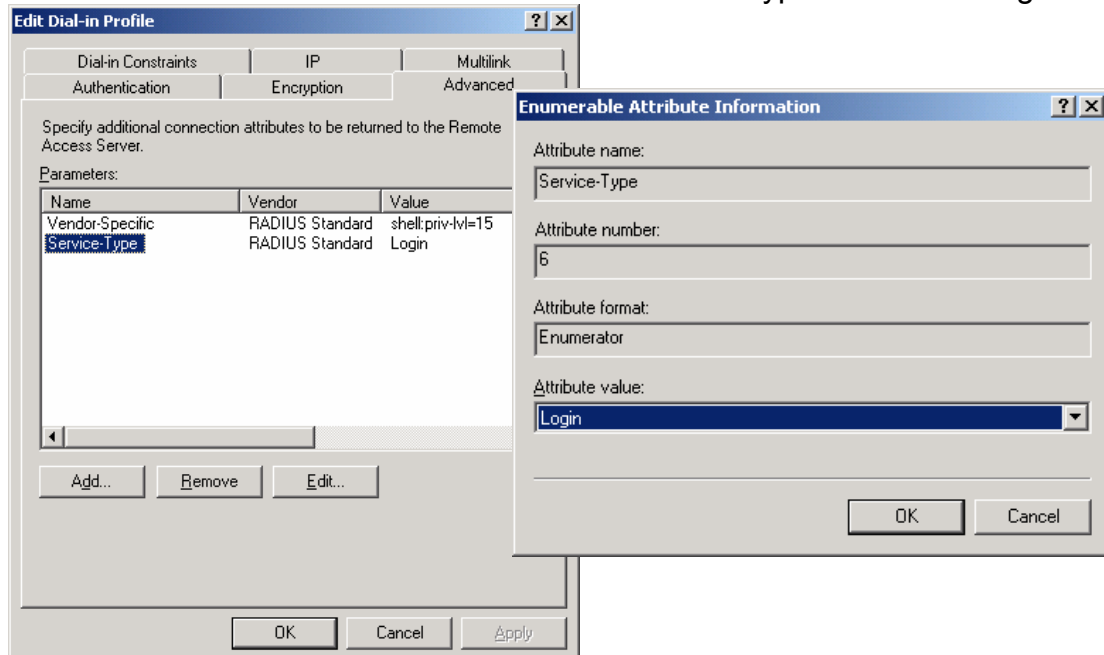 Edit Dial-in Profile
Dial-in Constraints IP Multilink
Authentication Encryption Advanced
Specify additional connection attributes to be returned to the Remote
Access Server.
Parameters:
Name Vendor Value
Vendor-Specific RADIUS Standard shell:priv-lvl=15
Service-Type RADIUS Standard Login
Add... Remove Edit...
OK Cancel Apply
Enumerable Attribute Information
Attribute name:
Service-Type
Attribute number:
6
Attribute format:
Enumerator
Attribute value:
Login
OK Cancel